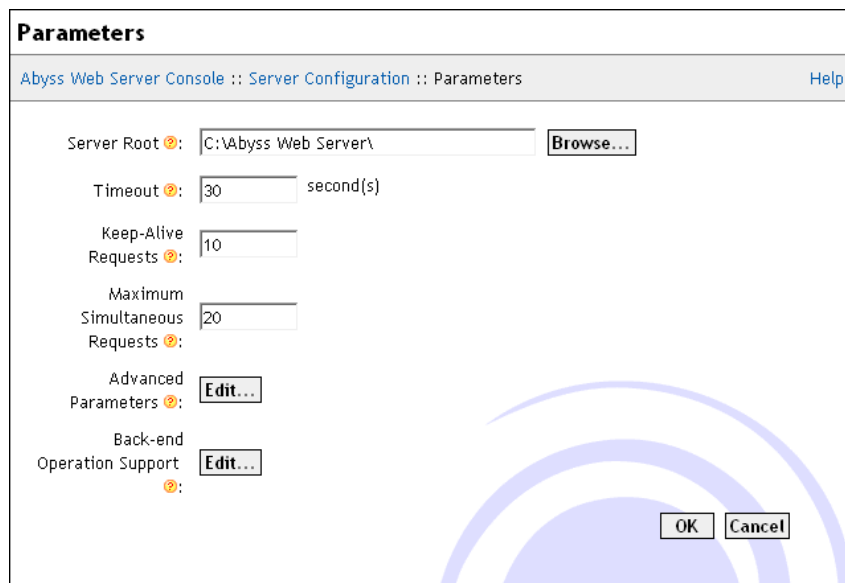 Parameters
Abyss Web Server Console :: Server Configuration :: Parameters Help
Server Root ?: C:\Abyss Web Server\ Browse...
Timeout ?: 30 second(s)
Keep-Alive
Requests ?: 10
Maximum
Simultaneous 20
Requests ?:
Advanced
Parameters ?: Edit...
Back-end
Operation Support Edit...
?:
OK Cancel